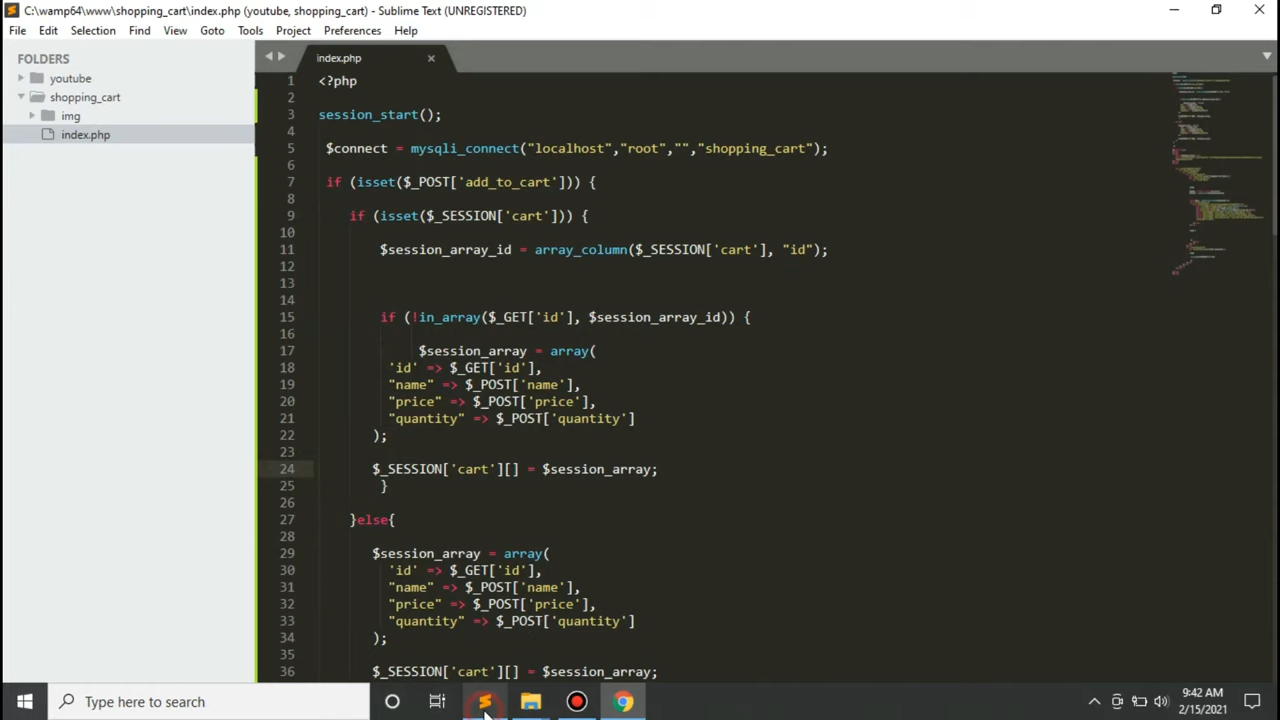 C:\wamp64\www\shopping_cart\index.php (youtube, shopping_cart) - Sublime Text (UNREGISTERED)
File Edit Selection Find View Goto Tools Project Preferences Help
FOLDERS
youtube
shopping_cart
img
index.php
index.php
1 <?php
2
3 session_start();
4
5 $connect = mysqli_connect("localhost","root","","shopping_cart");
6
7 if (isset($_POST['add_to_cart'])) {
8
9 if (isset($_SESSION['cart'])) {
10
11 $session_array_id = array_column($_SESSION['cart'], "id");
12
13
14
15 if (!in_array($_GET['id'], $session_array_id)) {
16
17 $session_array = array(
18 'id' => $_GET['id'],
19 "name" => $_POST['name'],
20 "price" => $_POST['price'],
21 "quantity" => $_POST['quantity']
22 );
23
24 $_SESSION['cart'][] = $session_array;
25 }
26
27 }else{
28
29 $session_array = array(
30 'id' => $_GET['id'],
31 "name" => $_POST['name'],
32 "price" => $_POST['price'],
33 "quantity" => $_POST['quantity']
34 );
35
36 $_SESSION['cart'][] = $session_array;
Type here to search
9:42 AM
2/15/2021